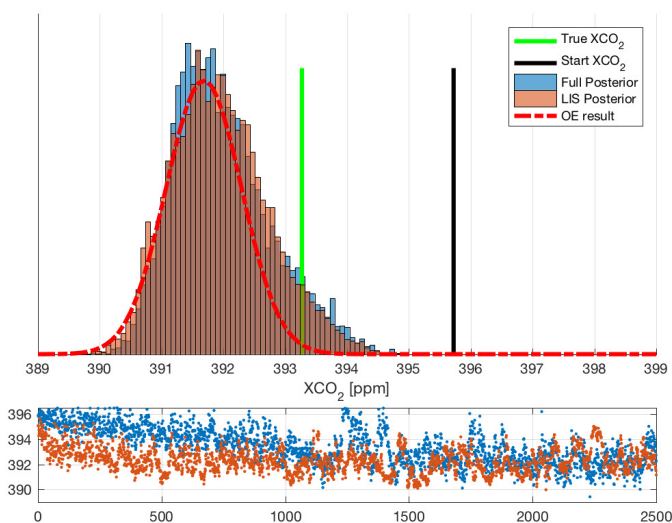 True XCO₂
Start XCO₂
Full Posterior
LIS Posterior
OE result
389 390 391 392 393 394 395 396 397 398 399
XCO₂ [ppm]
396
394
392
390
0 500 1000 1500 2000 2500